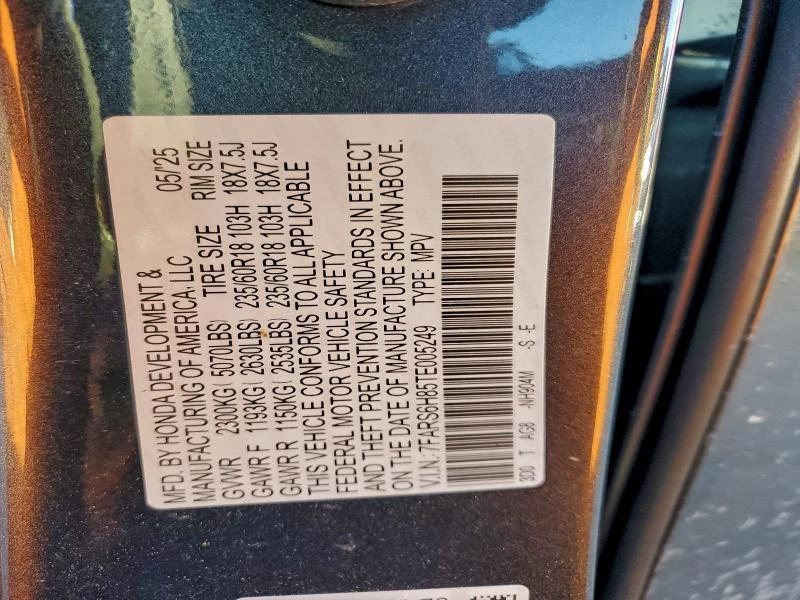 MFD. BY HONDA DEVELOPMENT & 05/'25
MANUFACTURING OF AMERICA, LLC
GVWR 2300KG( 5070LBS) TIRE SIZE RIM SIZE
GAWR F 1193KG( 2630LBS) 235/60R18 103H 18X7.5J
GAWR R 1150KG( 2535LBS) 235/60R18 103H 18X7.5J
THIS VEHICLE CONFORMS TO ALL APPLICABLE
FEDERAL MOTOR VEHICLE SAFETY
AND THEFT PREVENTION STANDARDS IN EFFECT
ON THE DATE OF MANUFACTURE SHOWN ABOVE.
V.I.N.: 7FARS6H85TE005249 TYPE: MPV
3D0 T AG8 -NH904M -S -E